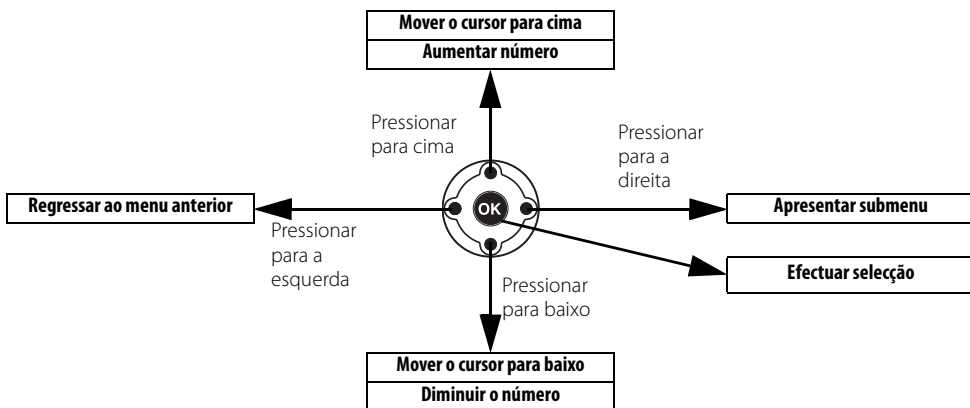 Mover o cursor para cima
Aumentar número
Pressionar
para cima
Pressionar
para a
direita
Regressar ao menu anterior
OK
Apresentar submenu
Pressionar
para a
esquerda
Efectuar selecção
Pressionar
para baixo
Mover o cursor para baixo
Diminuir o número